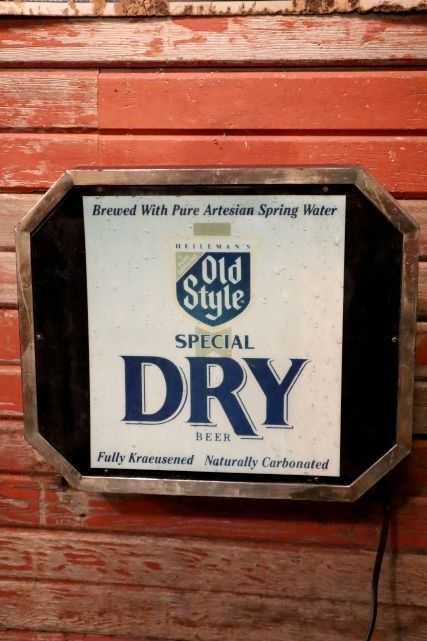 Brewed With Pure Artesian Spring Water
HEILEMAN'S
Old
Style
SPECIAL
DRY
BEER
Fully Kraeusened Naturally Carbonated